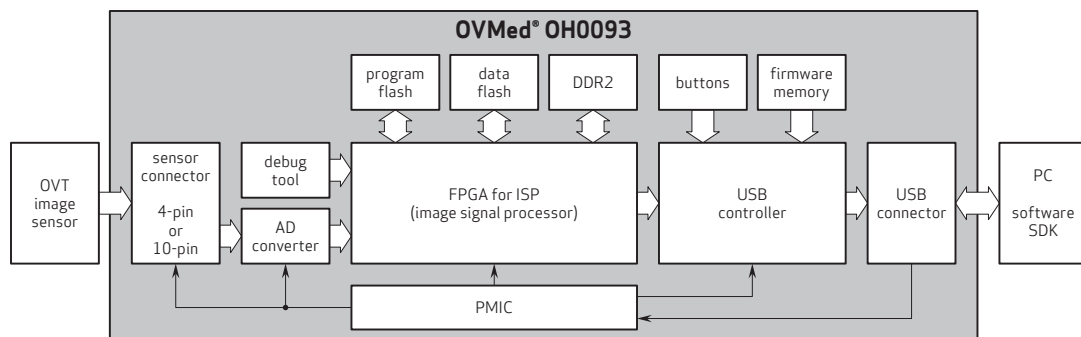 OVMed® OH0093
program
flash
data
flash
DDR2
buttons
firmware
memory
OVT
image
sensor
sensor
connector
4-pin
or
10-pin
debug
tool
AD
converter
FPGA for ISP
(image signal processor)
USB
controller
USB
connector
PC
software
SDK
PMIC